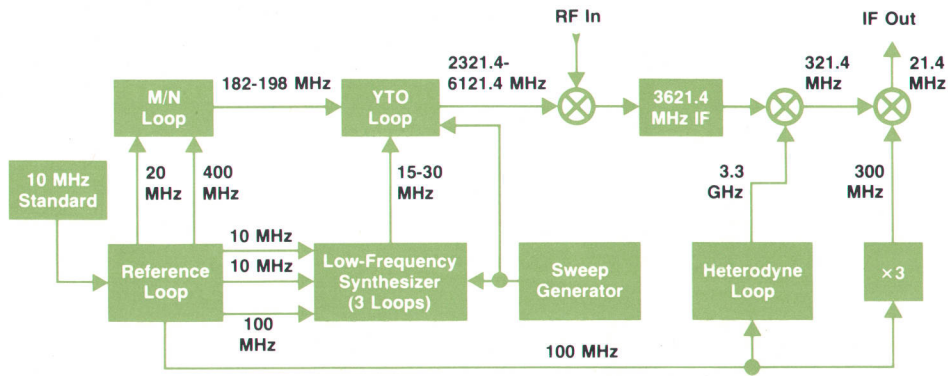 RF In
IF Out
182-198 MHz
2321.4-
6121.4 MHz
321.4
MHz
21.4
MHz
M/N
Loop
YTO
Loop
3621.4
MHz IF
10 MHz
Standard
20
MHz
400
MHz
15-30
MHz
3.3
GHz
300
MHz
Reference
Loop
10 MHz
10 MHz
100
MHz
Low-Frequency
Synthesizer
(3 Loops)
Sweep
Generator
Heterodyne
Loop
×3
100 MHz